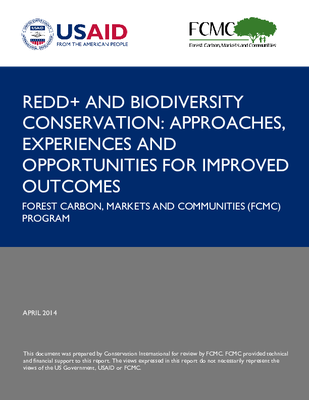 USAID
FROM THE AMERICAN PEOPLE
FCMC
Forest Carbon, Markets and Communities
REDD+ AND BIODIVERSITY
CONSERVATION: APPROACHES,
EXPERIENCES AND
OPPORTUNITIES FOR IMPROVED
OUTCOMES
FOREST CARBON, MARKETS AND COMMUNITIES (FCMC)
PROGRAM
APRIL 2014
This document was prepared by Conservation International for review by FCMC. FCMC provided technical
and financial support to this report. The views expressed in this report do not necessarily represent the
views of the US Government, USAID or FCMC.